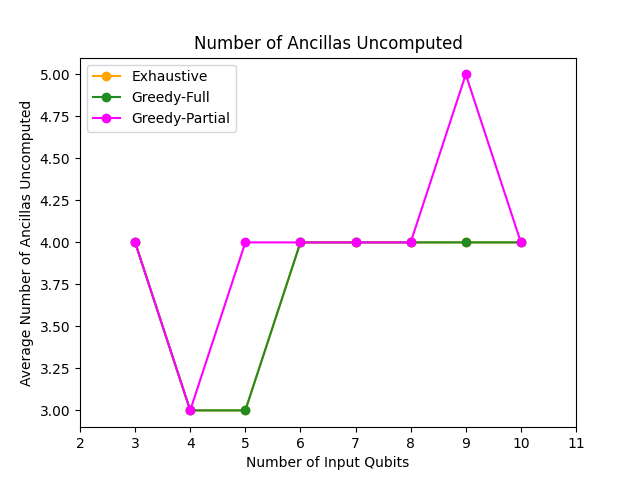 Number of Ancillas Uncomputed
Exhaustive
Greedy-Full
Greedy-Partial
Average Number of Ancillas Uncomputed
5.00
4.75
4.50
4.25
4.00
3.75
3.50
3.25
3.00
2 3 4 5 6 7 8 9 10 11
Number of Input Qubits